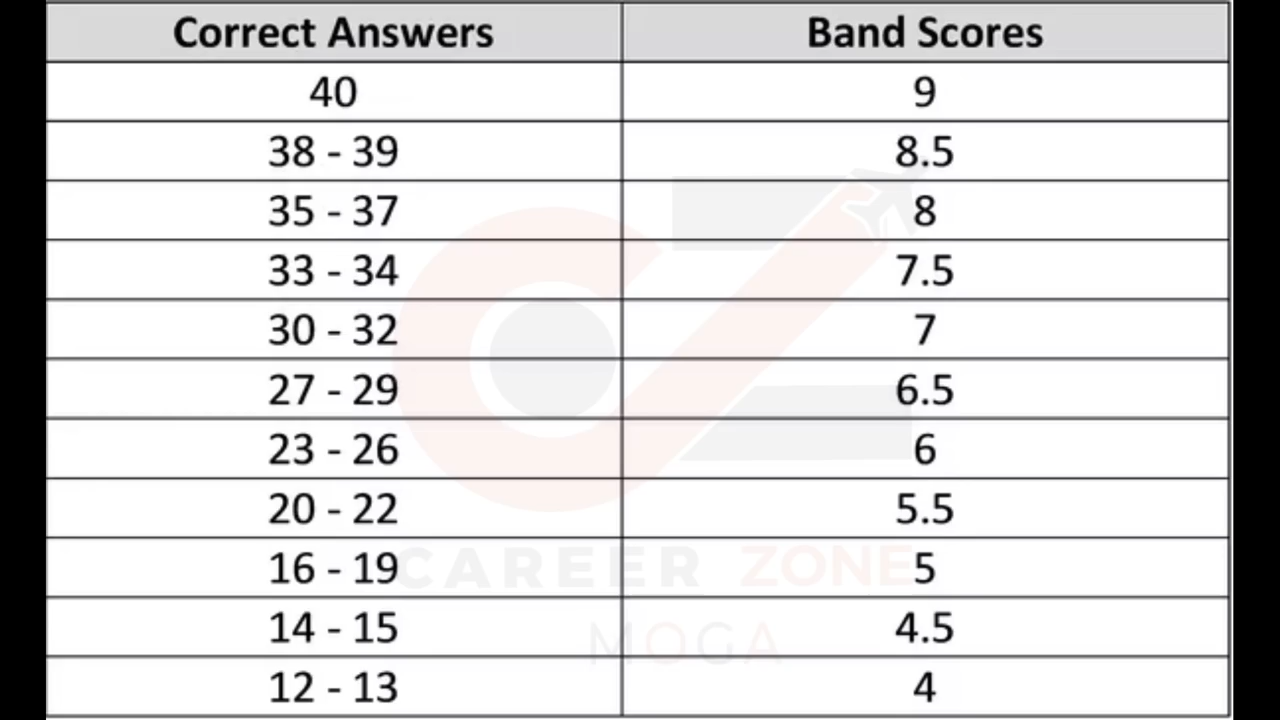 Correct Answers Band Scores
40 9
38 - 39 8.5
35 - 37 8
33 - 34 7.5
30 - 32 7
27 - 29 6.5
23 - 26 6
20 - 22 5.5
16 - 19 5
CAREER ZONE
14 - 15 4.5
MOGA
12 - 13 4